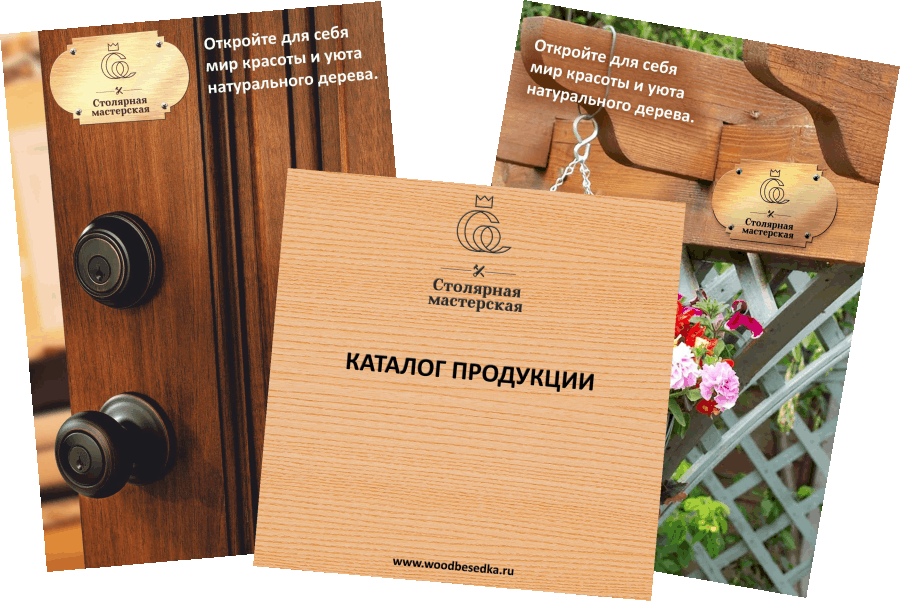 Откройте для себя
мир красоты и уюта
натурального дерева.
Столярная
мастерская
Откройте для себя
мир красоты и уюта
натурального дерева.
Столярная
мастерская
Столярная
мастерская
КАТАЛОГ ПРОДУКЦИИ
www.woodbesedka.ru